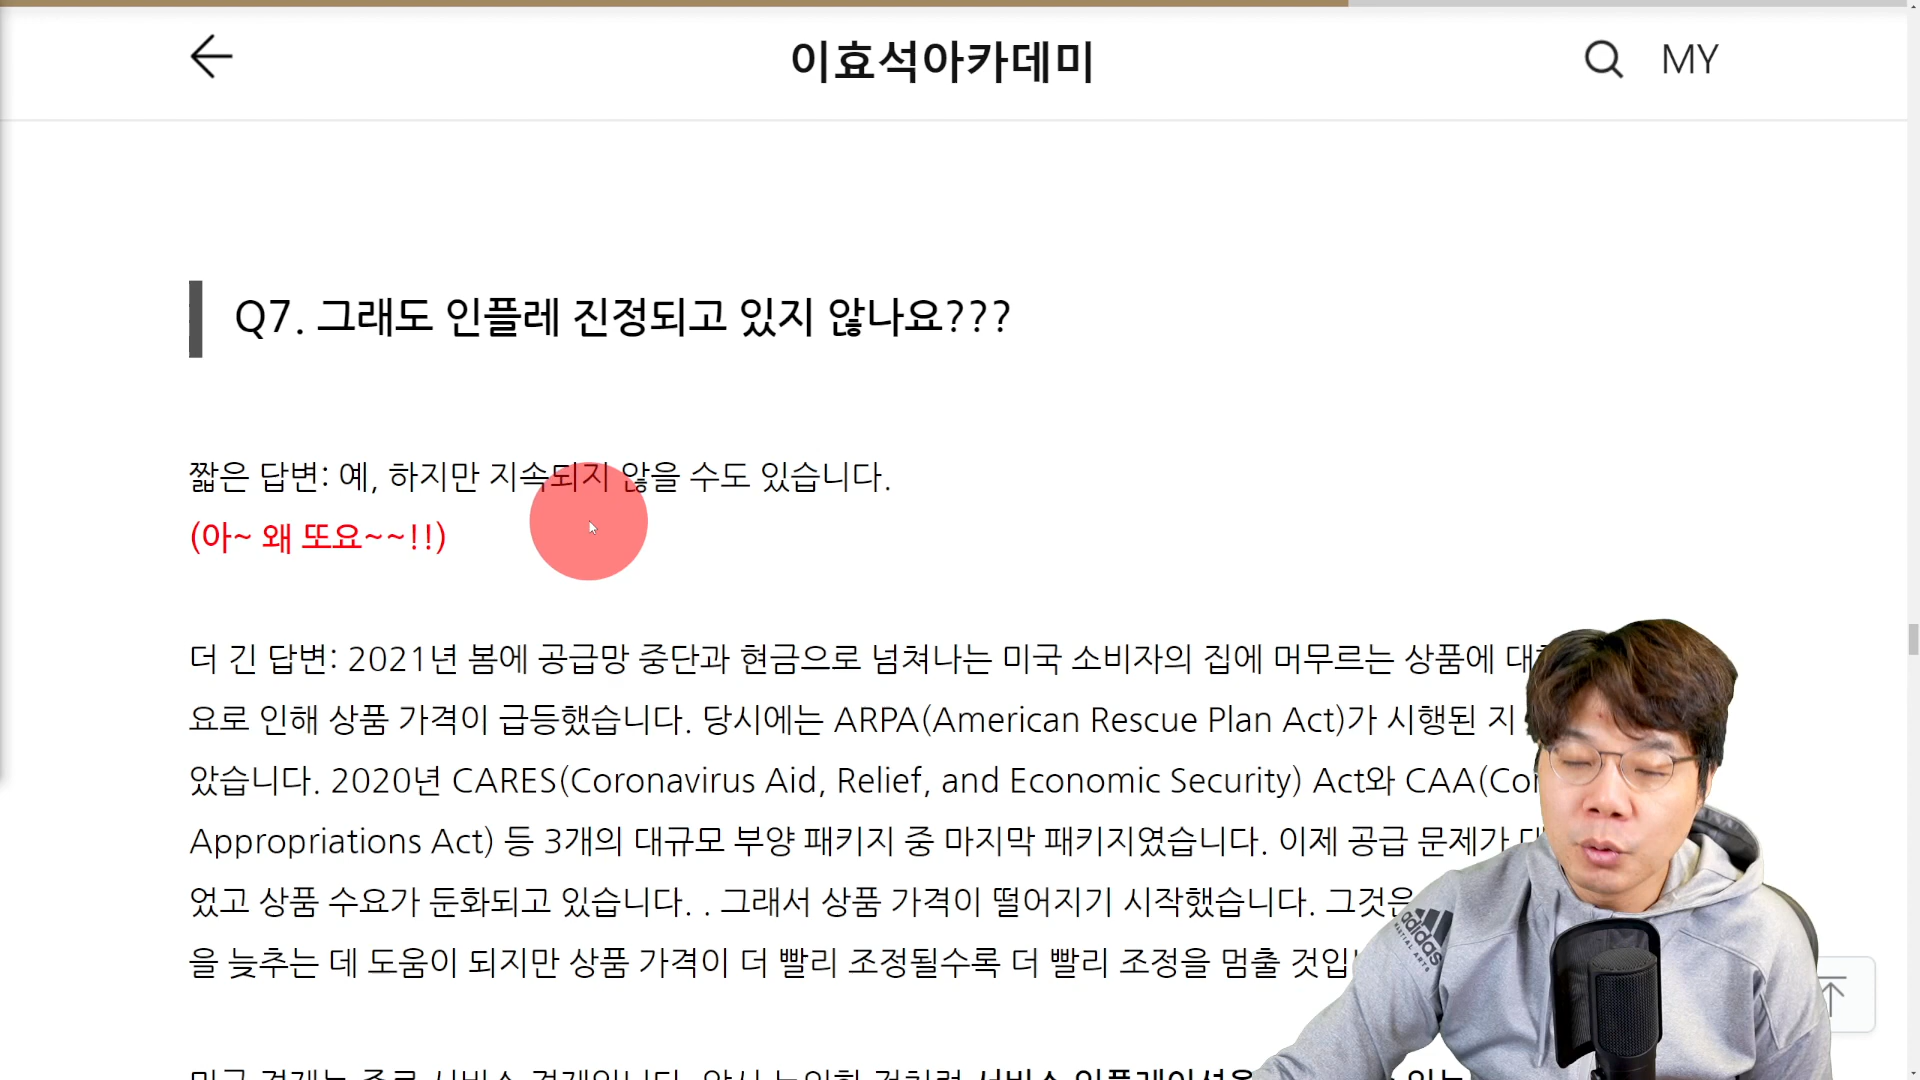 이효석아카데미
MY
Q7. 그래도 인플레 진정되고 있지 않나요???
짧은 답변: 예, 하지만 지속되지 않을 수도 있습니다.
(아~ 왜 또요~~!!)
더 긴 답변: 2021년 봄에 공급망 중단과 현금으로 넘쳐나는 미국 소비자의 집에 머무르는 상품에
요로 인해 상품 가격이 급등했습니다. 당시에는 ARPA(American Rescue Plan Act)가 시행된 지
았습니다. 2020년 CARES(Coronavirus Aid, Relief, and Economic Security) Act와
Appropriations Act) 등 3개의 대규모 부양 패키지 중 마지막 패키지였습니다. 이제 공급 문제가
었고 상품 수요가 둔화되고 있습니다. . 그래서 상품 가격이 떨어지기 시작했습니다. 그것은
을 늦추는 데 도움이 되지만 상품 가격이 더 빨리 조정될수록 더 빨리 조정을 멈출
adidas